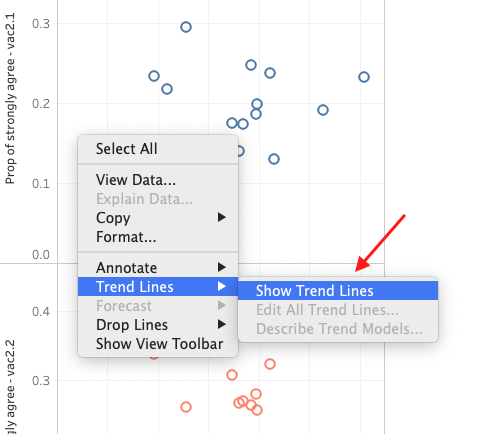 0.3
0.2
0.1
0.0
Prop of strongly agree - vac2.1
Select All
View Data...
Explain Data...
Copy
Format...
Annotate
Trend Lines
Forecast
Drop Lines
Show View Toolbar
Show Trend Lines
Edit All Trend Lines...
Describe Trend Models...
0.4
0.3
gly agree - vac2.2